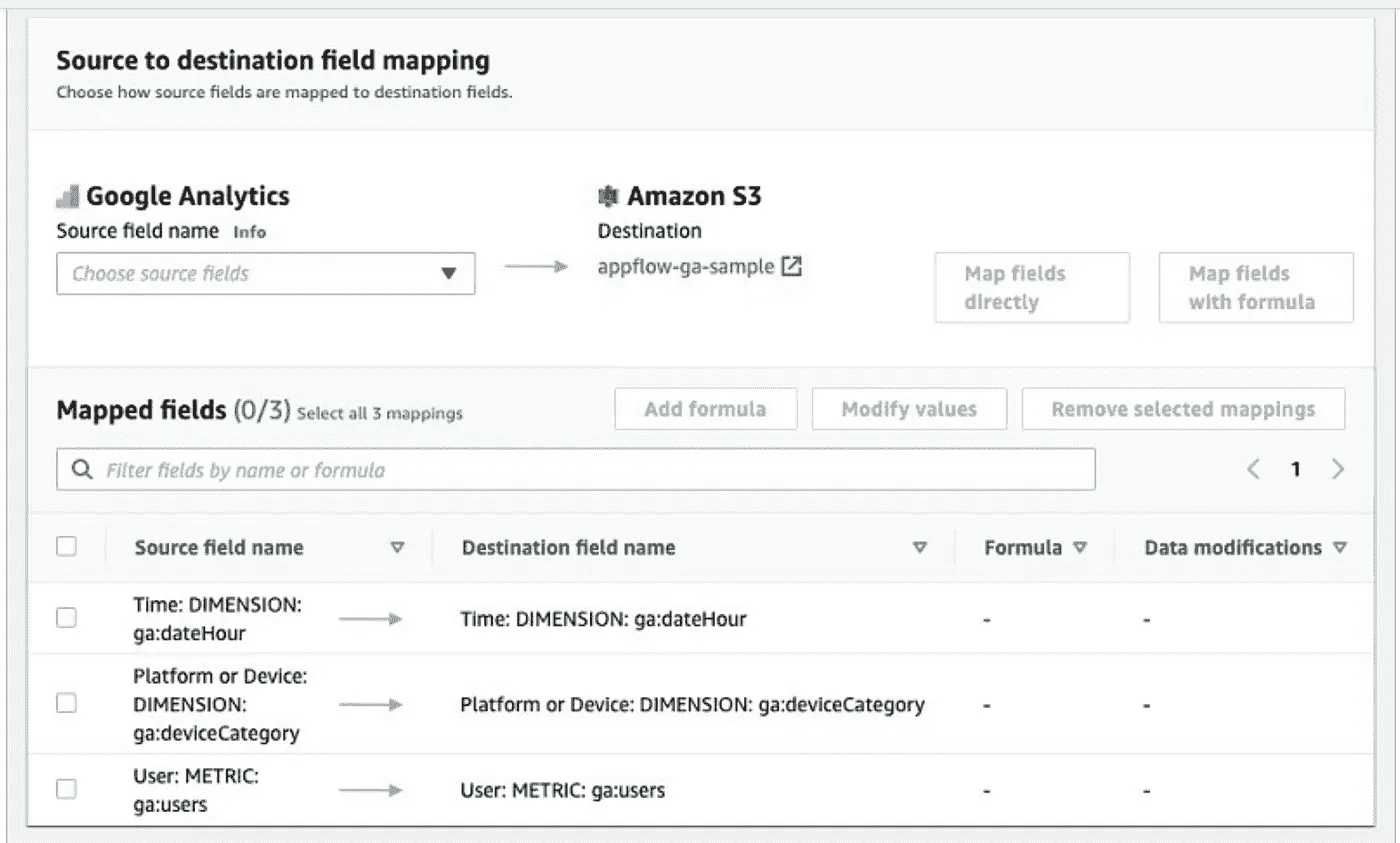 Source to destination field mapping
Choose how source fields are mapped to destination fields.
Google Analytics
Source field name Info
Choose source fields
Amazon S3
Destination
appflow-ga-sample
Map fields
directly
Map fields
with formula
Mapped fields (0/3) Select all 3 mappings
Add formula
Modify values
Remove selected mappings
Filter fields by name or formula
1
Source field name
Destination field name
Formula
Data modifications
Time: DIMENSION:
ga:dateHour
Time: DIMENSION: ga:dateHour
-
-
Platform or Device:
DIMENSION:
ga:deviceCategory
Platform or Device: DIMENSION: ga:deviceCategory
-
-
User: METRIC:
ga:users
User: METRIC: ga:users
-
-